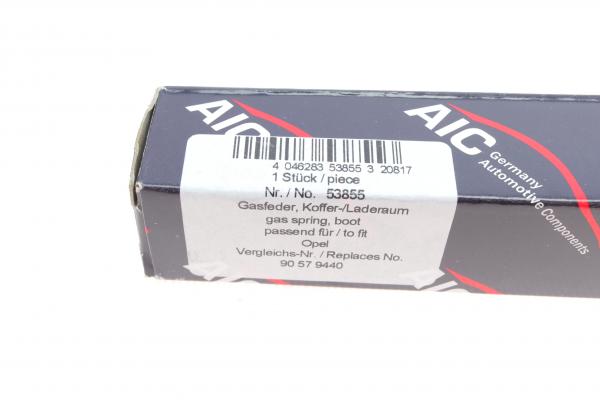 AIC
AIC
Germany
Automotive Components
4 046283 53855 3 20817
1 Stück / piece
Nr. / No. 53855
Gasfeder, Koffer-/Laderaum
gas spring, boot
passend für / to fit
Opel
Vergleichs-Nr. / Replaces No.
90 57 9440
AIC